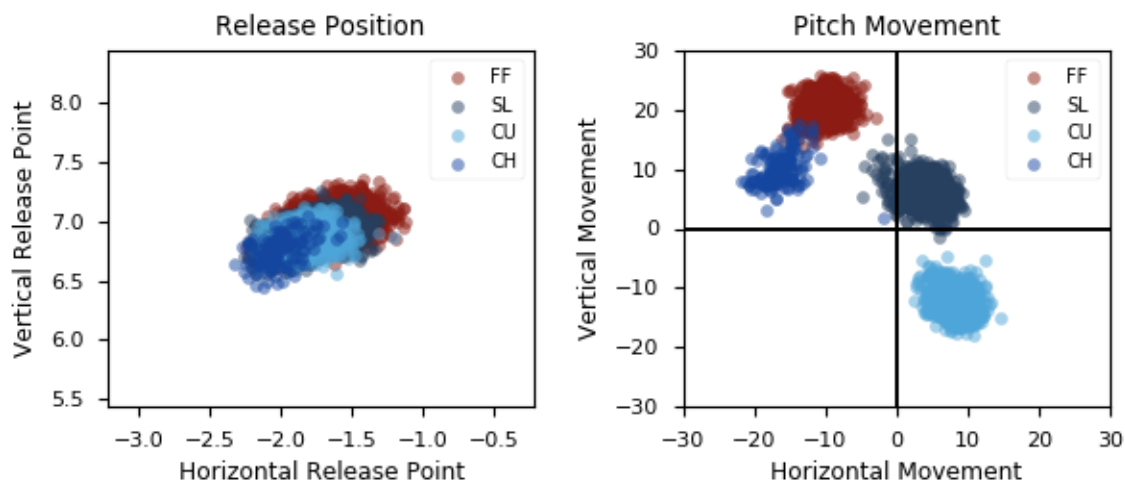 Release Position
Vertical Release Point
8.0
7.5
7.0
6.5
6.0
5.5
FF
SL
CU
CH
−3.0 −2.5 −2.0 −1.5 −1.0 −0.5
Horizontal Release Point
Pitch Movement
Vertical Movement
30
20
10
0
−10
−20
−30
FF
SL
CU
CH
−30 −20 −10 0 10 20 30
Horizontal Movement